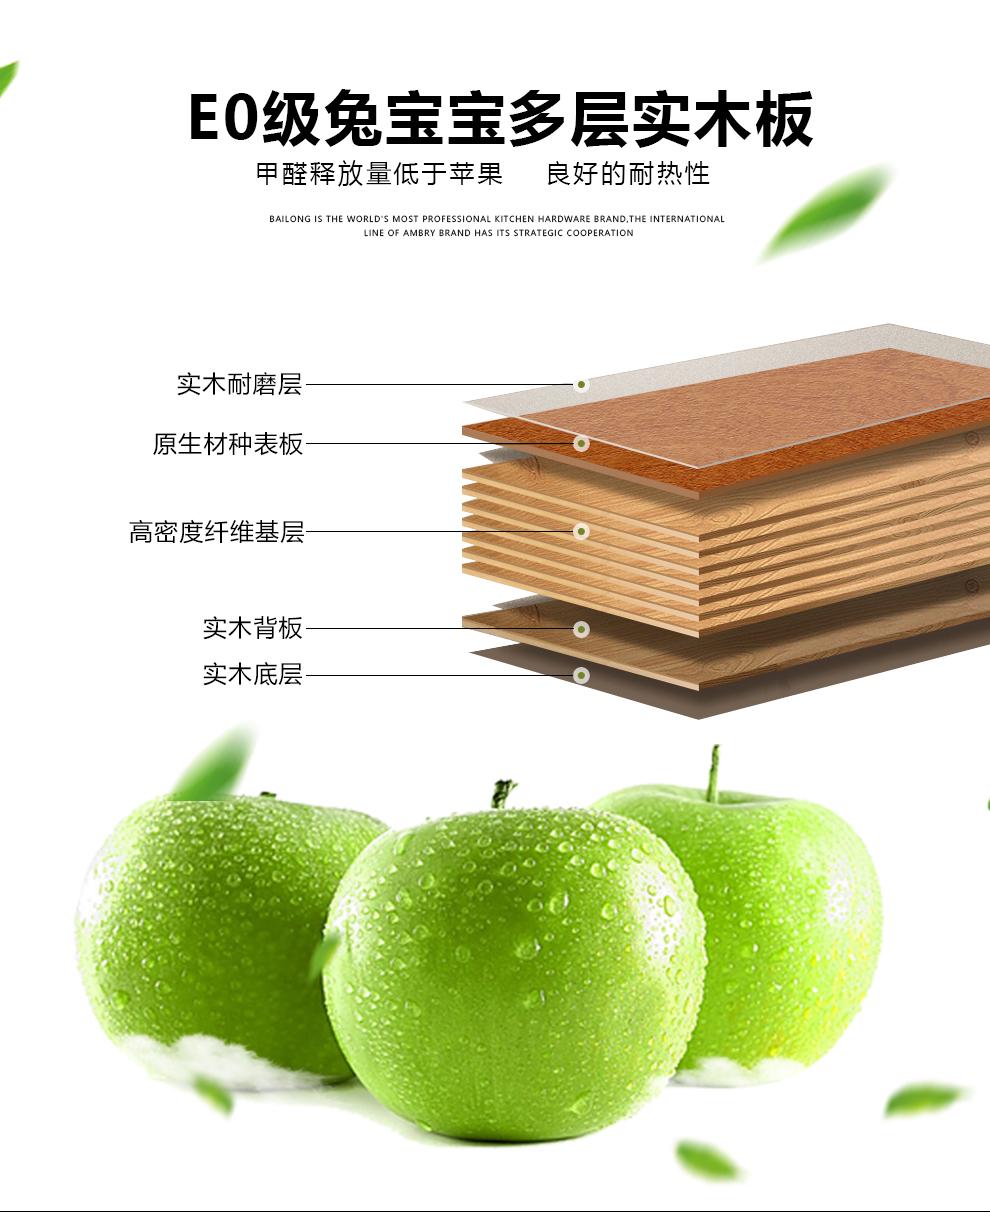 E0级兔宝宝多层实木板
甲醛释放量低于苹果 良好的耐热性
BAILONG IS THE WORLD'S MOST PROFESSIONAL KITCHEN HARDWARE BRAND,THE INTERNATIONAL
LINE OF AMBRY BRAND HAS ITS STRATEGIC COOPERATION
实木耐磨层
原生材种表板
高密度纤维基层
实木背板
实木底层